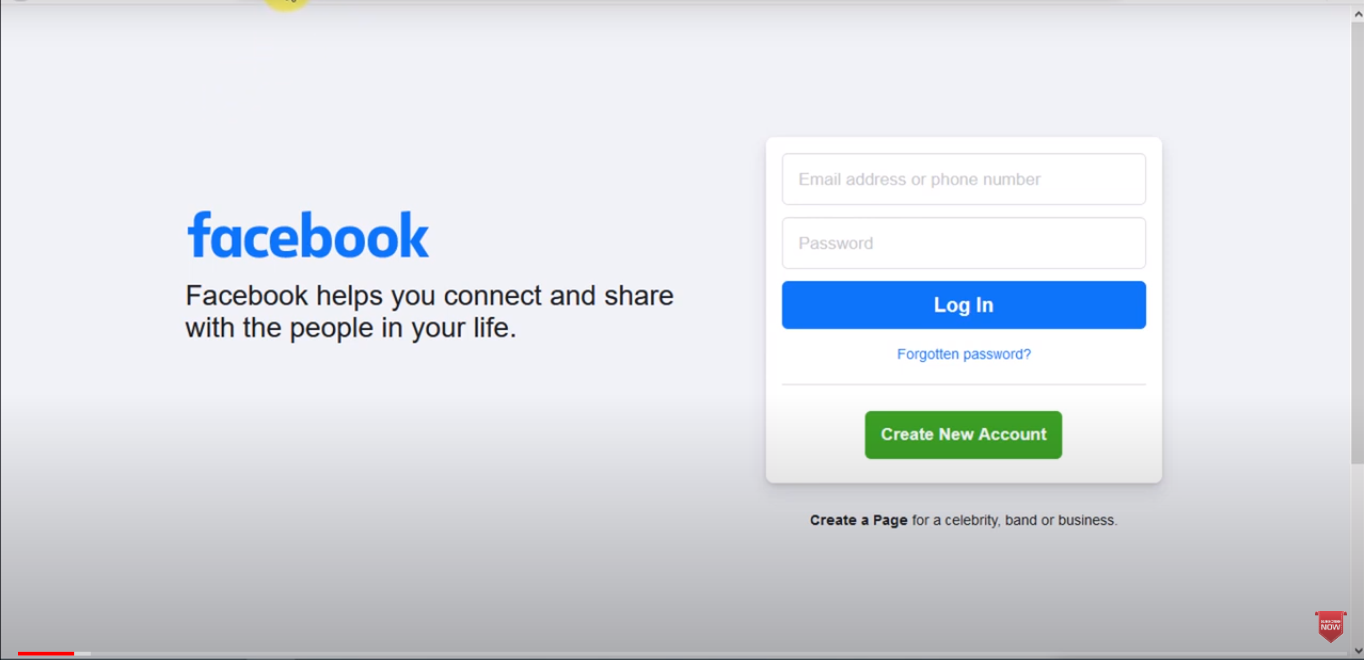 facebook
Facebook helps you connect and share
with the people in your life.
Email address or phone number
Password
Log In
Forgotten password?
Create New Account
Create a Page for a celebrity, band or business.
SUBSCRIBE
NOW